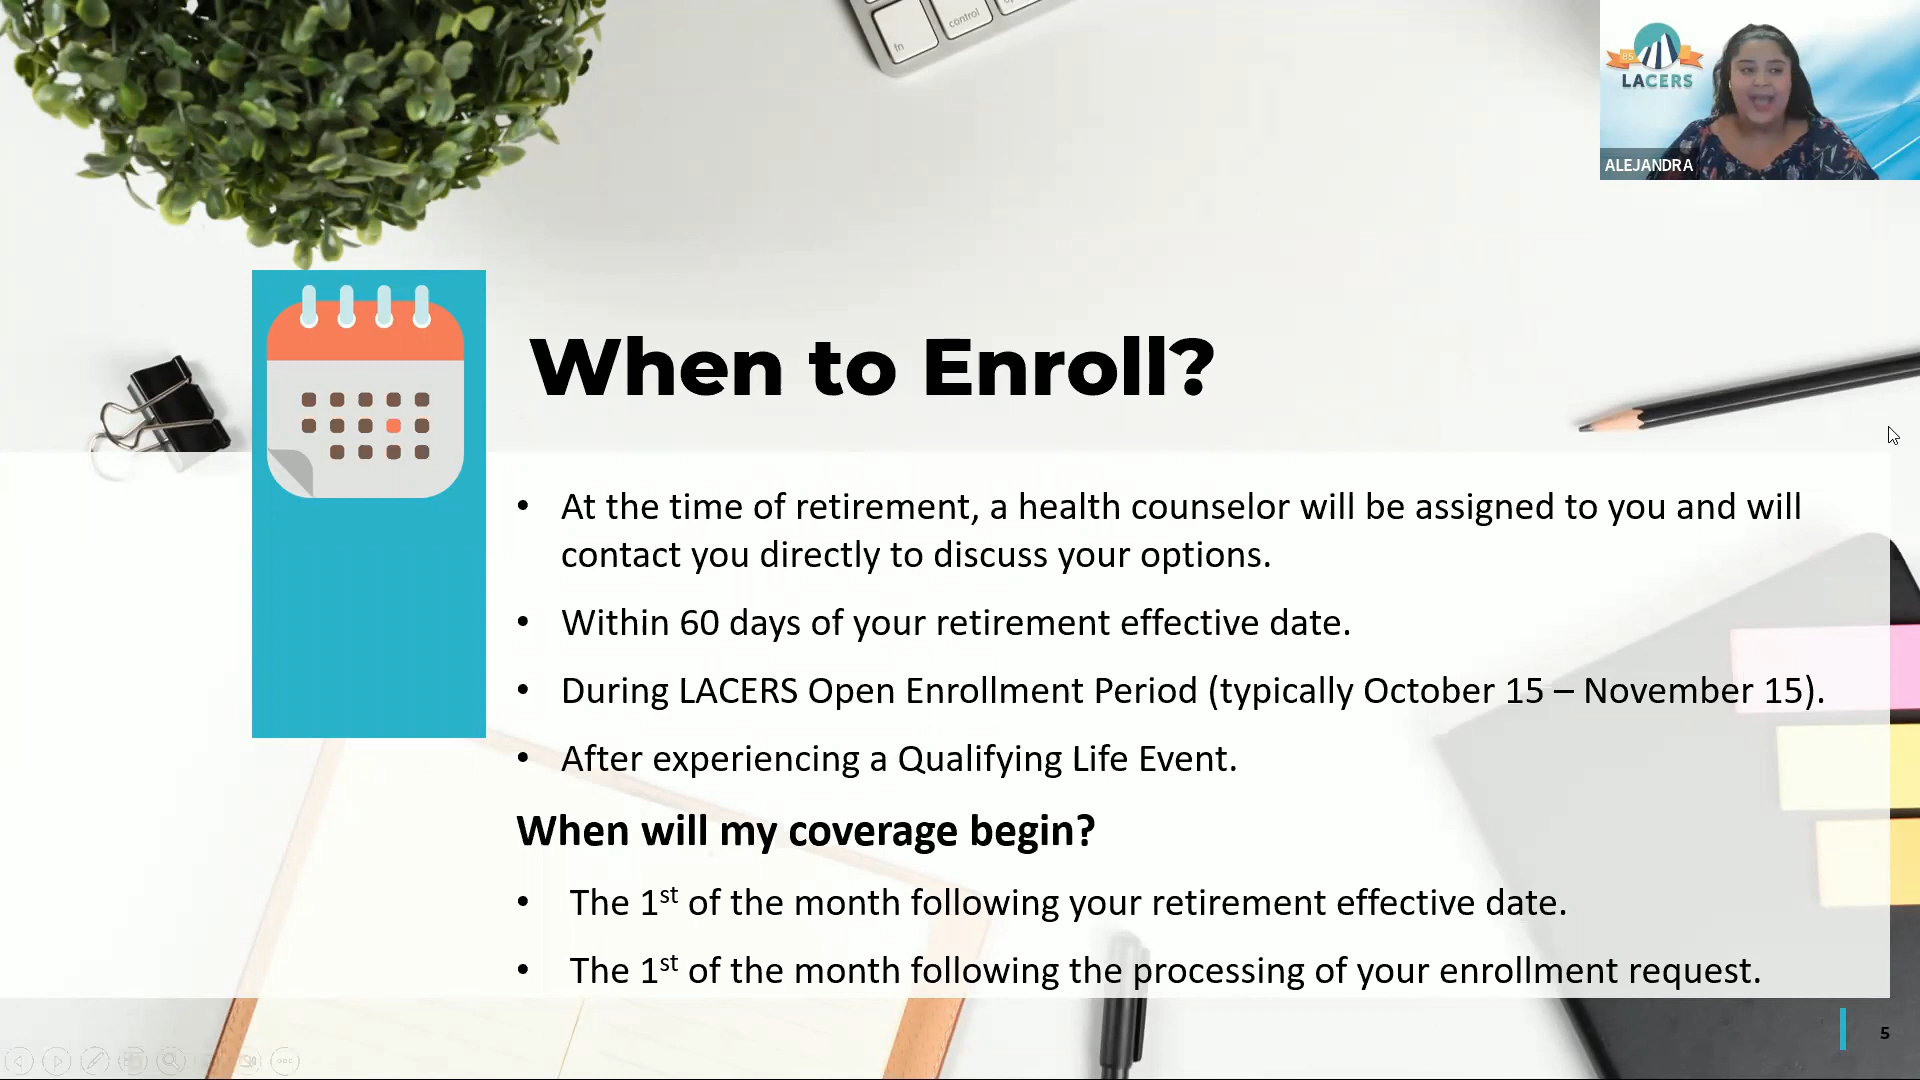 fn
control
85
LACERS
ALEJANDRA
When to Enroll?
• At the time of retirement, a health counselor will be assigned to you and will
contact you directly to discuss your options.
• Within 60 days of your retirement effective date.
• During LACERS Open Enrollment Period (typically October 15 – November 15).
• After experiencing a Qualifying Life Event.
When will my coverage begin?
• The 1st of the month following your retirement effective date.
• The 1st of the month following the processing of your enrollment request.
5